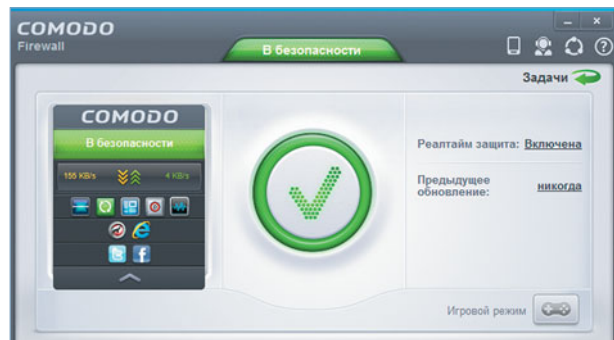 COMODO
Firewall
В безопасности
Задачи
COMODO
В безопасности
155 KB/s
4 KB/s
Реалтайм защита: Включена
Предыдущее
обновление: никогда
Игровой режим